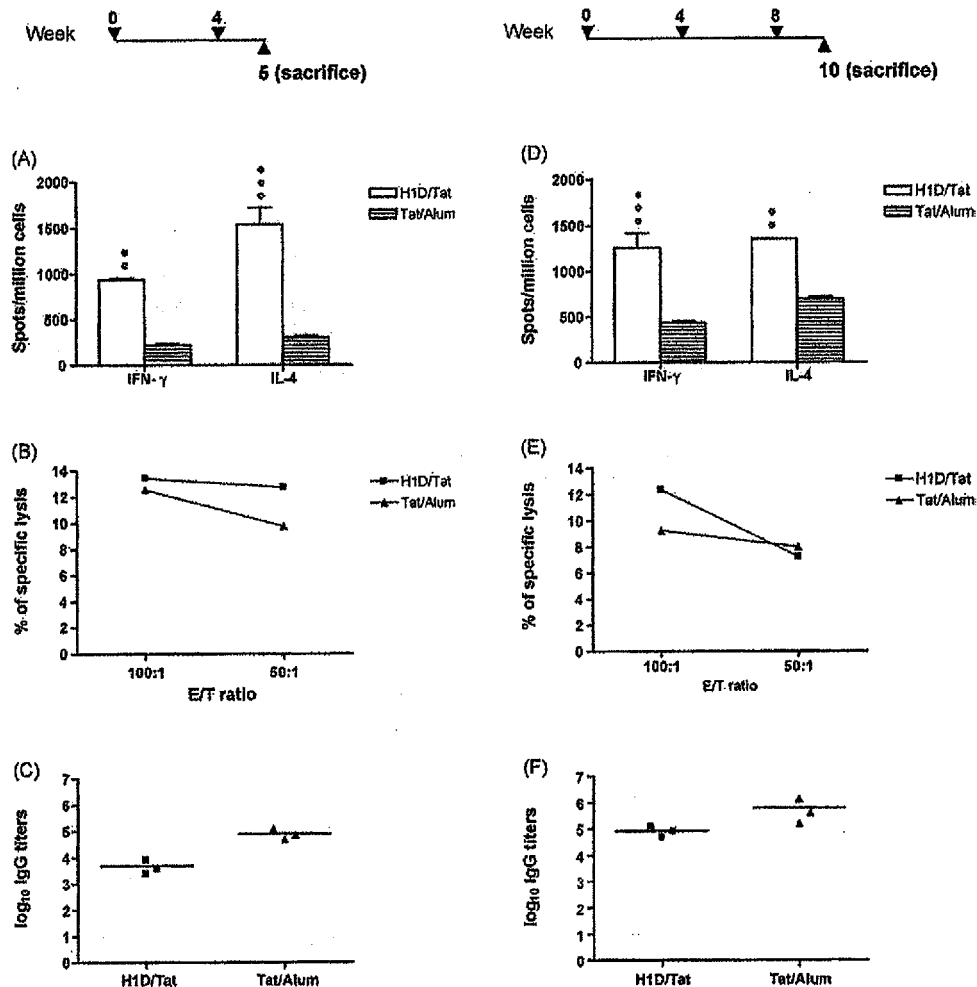 Week 0 4
5 (sacrifice)
Week 0 4 8
10 (sacrifice)
(A)
Spots/million cells
2000
1500
1000
500
0
IFN-γ IL-4
H1D/Tat
Tat/Alum
(D)
Spots/million cells
2000
1500
1000
500
0
IFN-γ IL-4
H1D/Tat
Tat/Alum
(B)
% of specific lysis
14
12
10
8
6
4
2
0
100:1 50:1
E/T ratio
H1D/Tat
Tat/Alum
(E)
% of specific lysis
14
12
10
8
6
4
2
0
100:1 50:1
E/T ratio
H1D/Tat
Tat/Alum
(C)
log10 IgG titers
7
6
5
4
3
2
1
0
H1D/Tat Tat/Alum
(F)
log10 IgG titers
7
6
5
4
3
2
1
0
H1D/Tat Tat/Alum